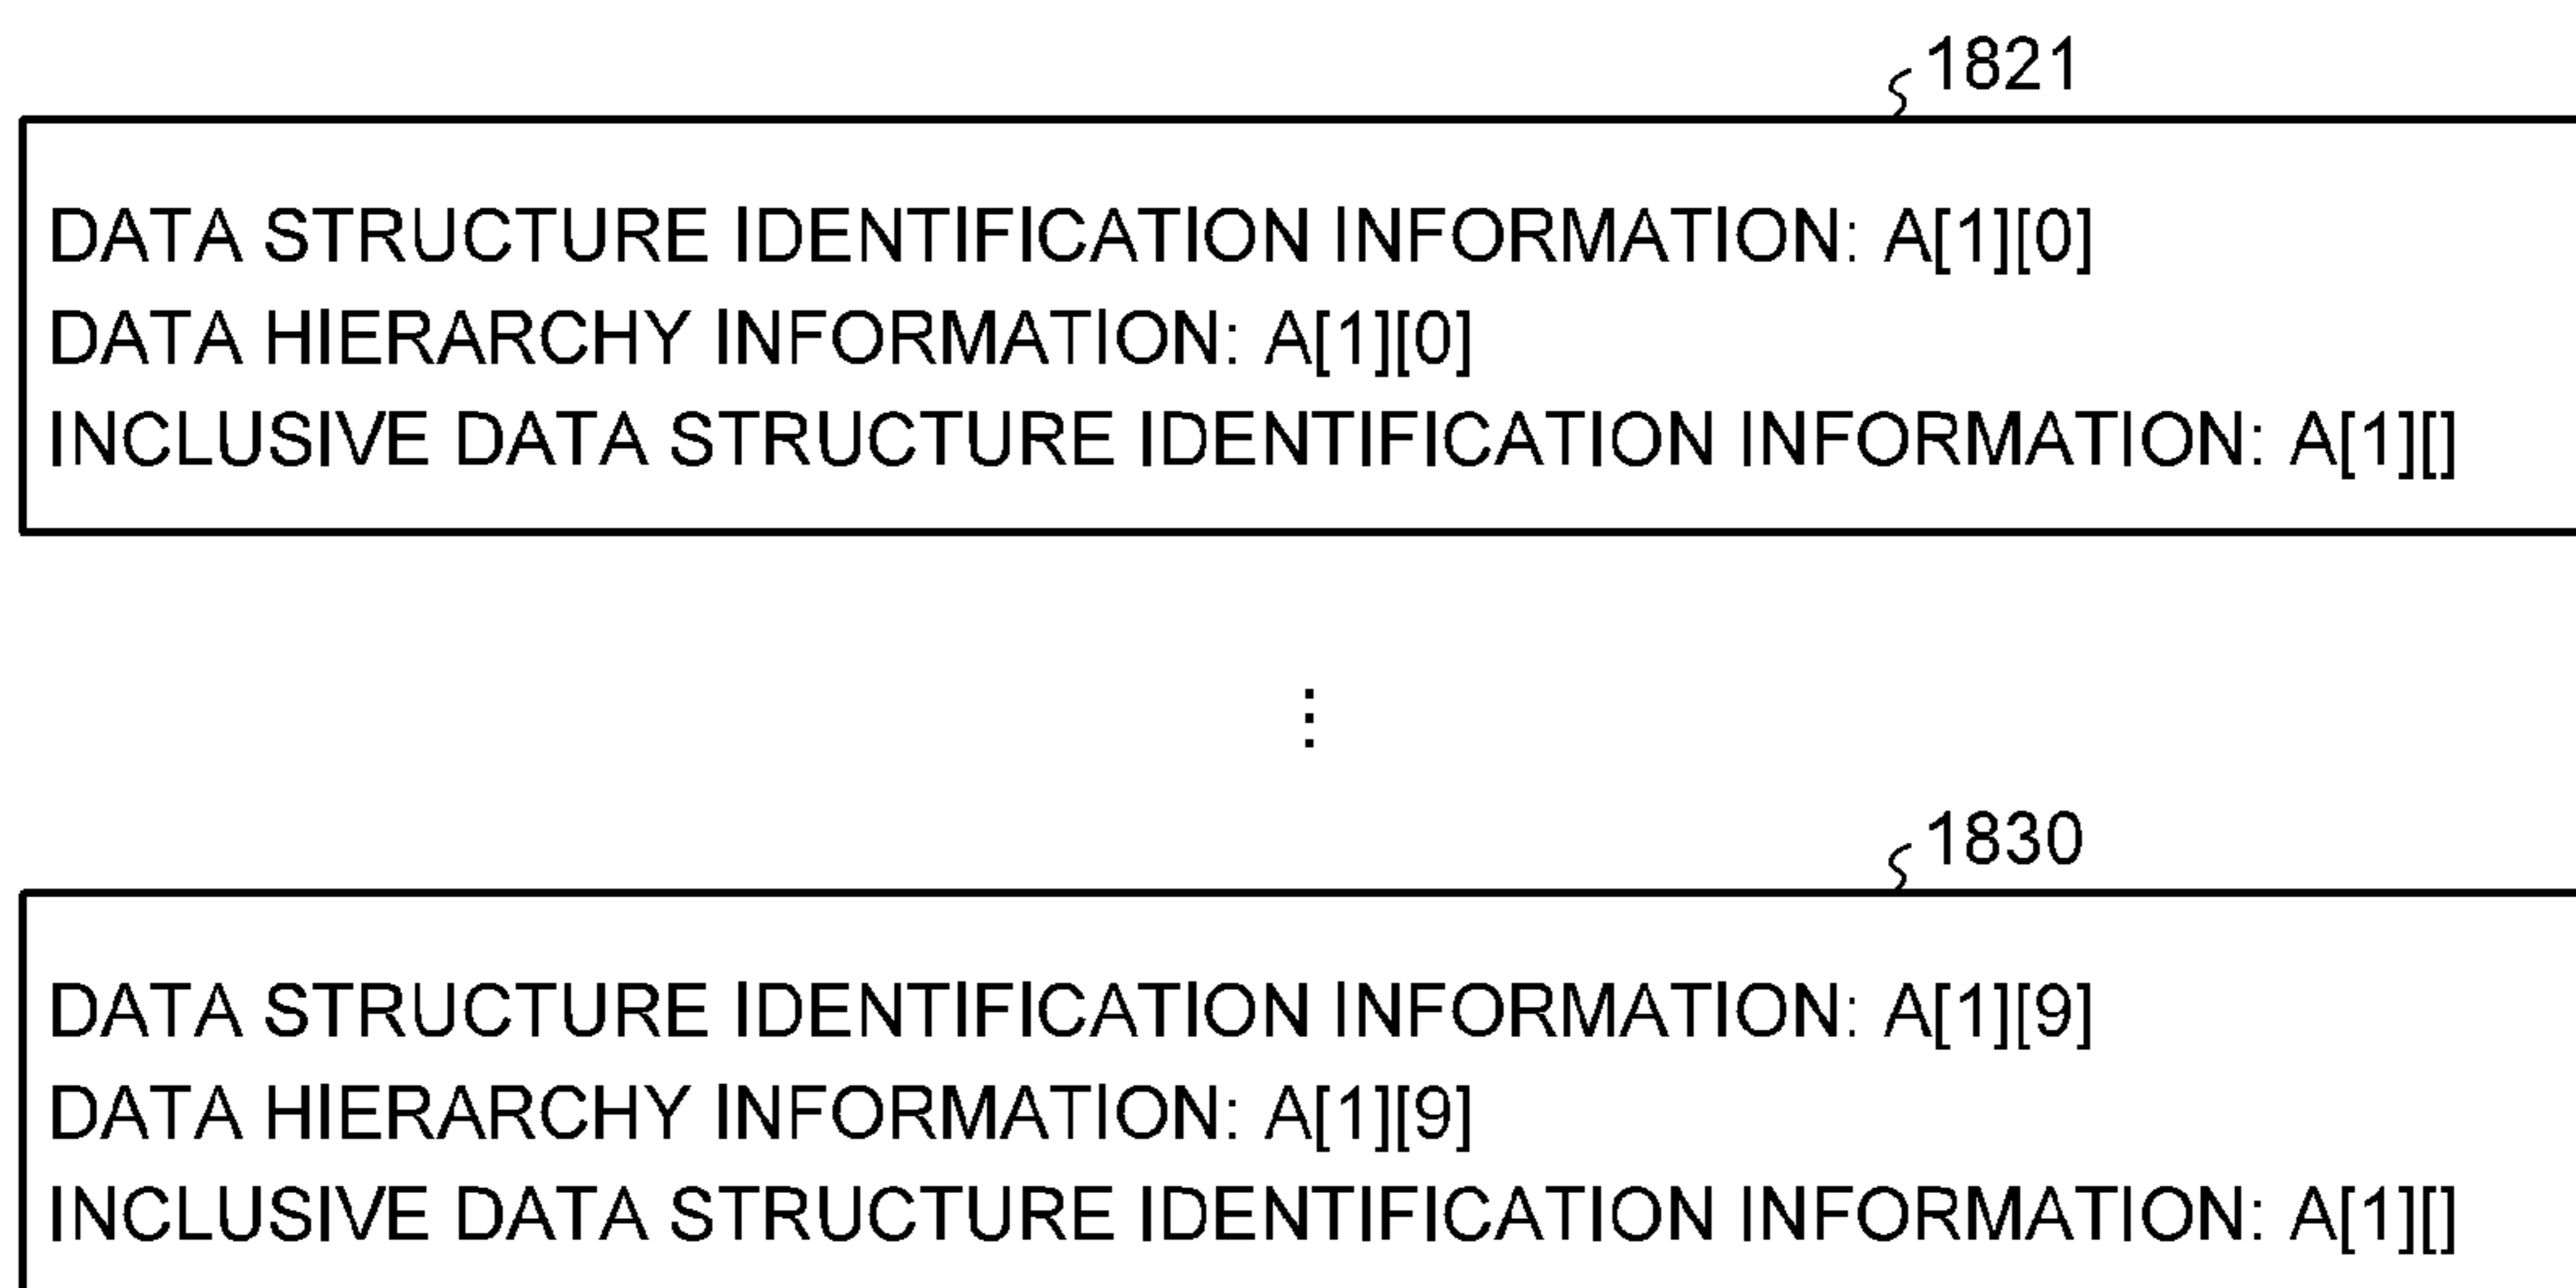 1821
DATA STRUCTURE IDENTIFICATION INFORMATION: A[1][0]
DATA HIERARCHY INFORMATION: A[1][0]
INCLUSIVE DATA STRUCTURE IDENTIFICATION INFORMATION: A[1][]
⋮
1830
DATA STRUCTURE IDENTIFICATION INFORMATION: A[1][9]
DATA HIERARCHY INFORMATION: A[1][9]
INCLUSIVE DATA STRUCTURE IDENTIFICATION INFORMATION: A[1][]